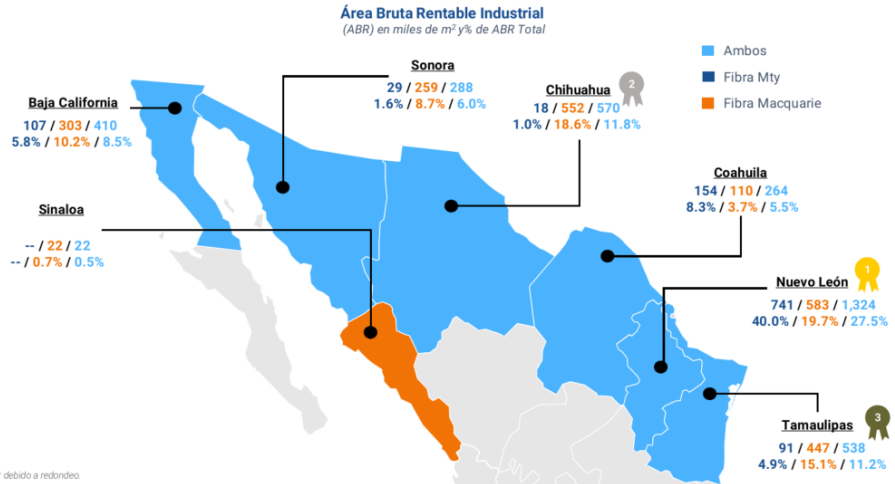 Área Bruta Rentable Industrial
(ABR) en miles de m² y% de ABR Total
Ambos
Fibra Mty
Fibra Macquarie
Sonora
29 / 259 / 288
1.6% / 8.7% / 6.0%
Chihuahua
2
18 / 552 / 570
1.0% / 18.6% / 11.8%
Baja California
107 / 303 / 410
5.8% / 10.2% / 8.5%
Coahuila
154 / 110 / 264
8.3% / 3.7% / 5.5%
Sinaloa
-- / 22 / 22
-- / 0.7% / 0.5%
Nuevo León
1
741 / 583 / 1,324
40.0% / 19.7% / 27.5%
Tamaulipas
3
91 / 447 / 538
4.9% / 15.1% / 11.2%
debido a redondeo.